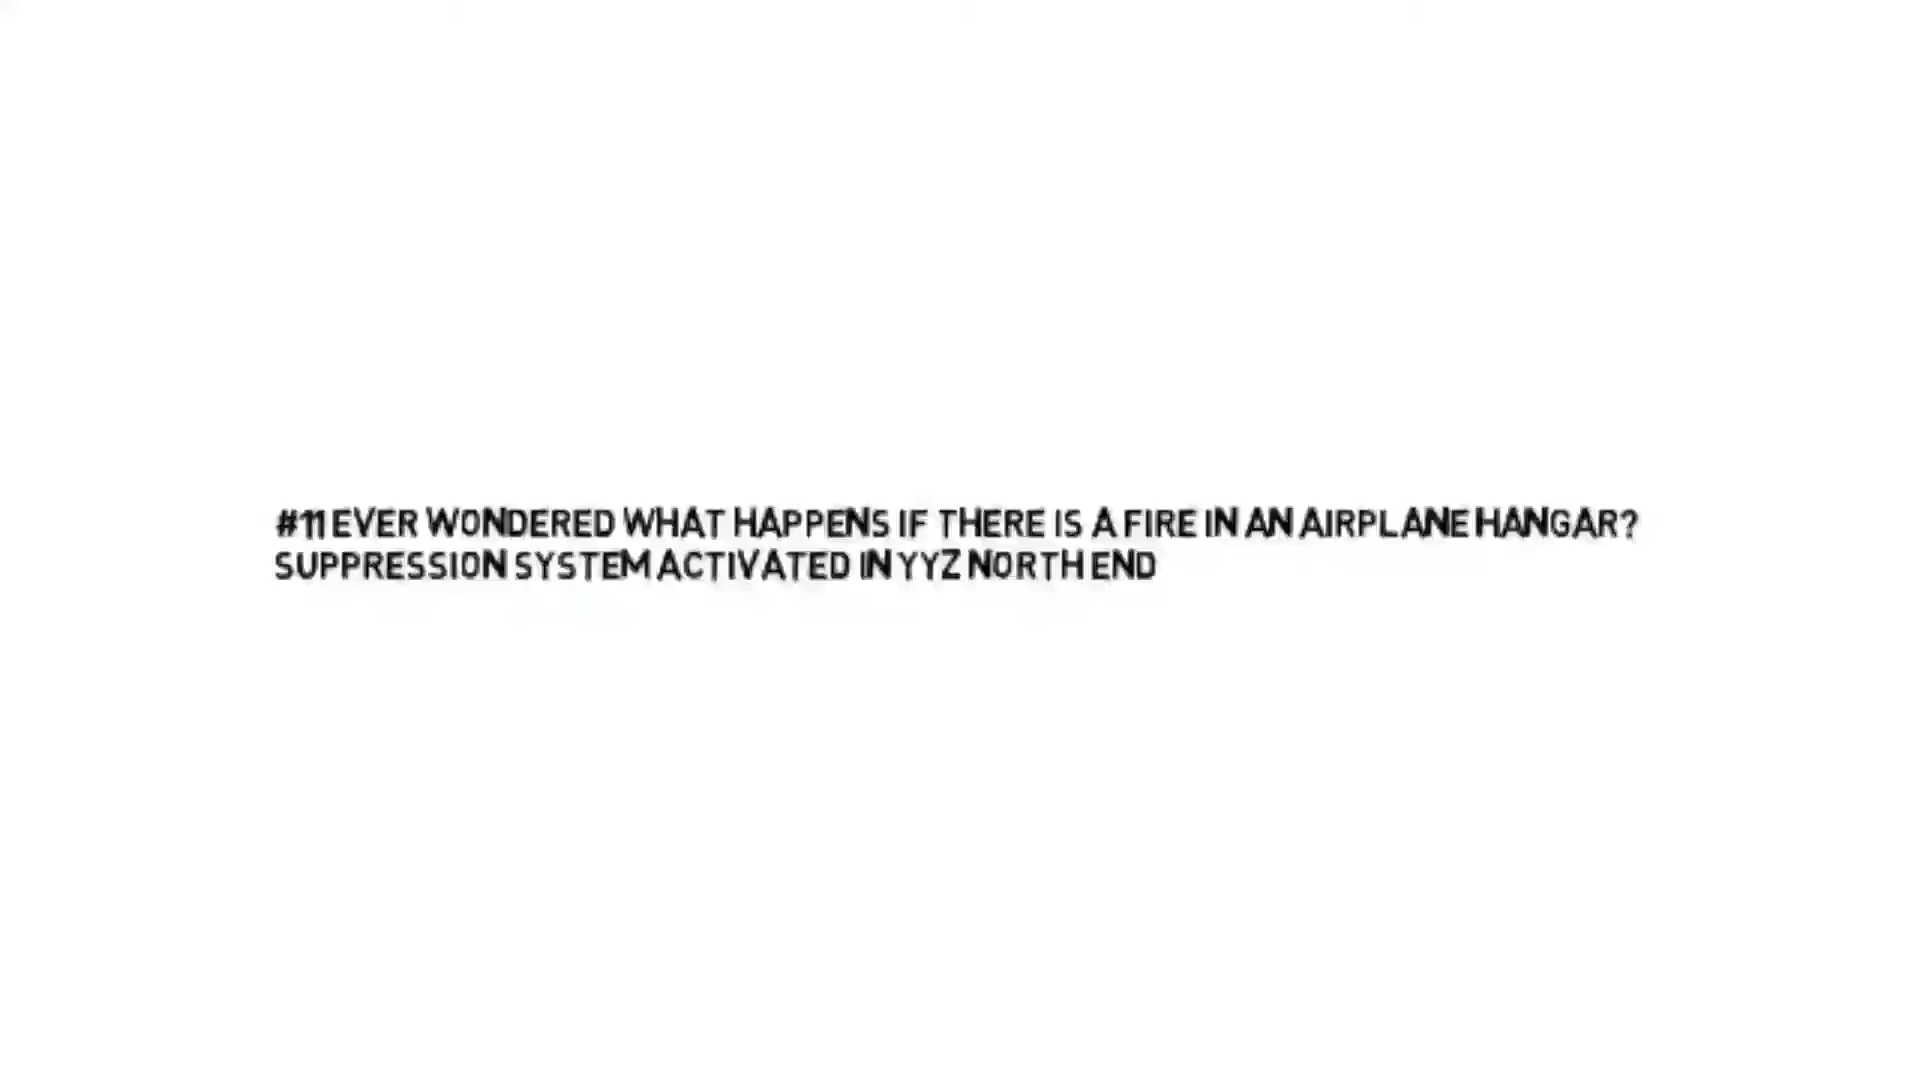 #11 EVER WONDERED WHAT HAPPENS IF THERE IS A FIRE IN AN AIRPLANE HANGAR?
SUPPRESSION SYSTEM ACTIVATED IN YYZ NORTH END